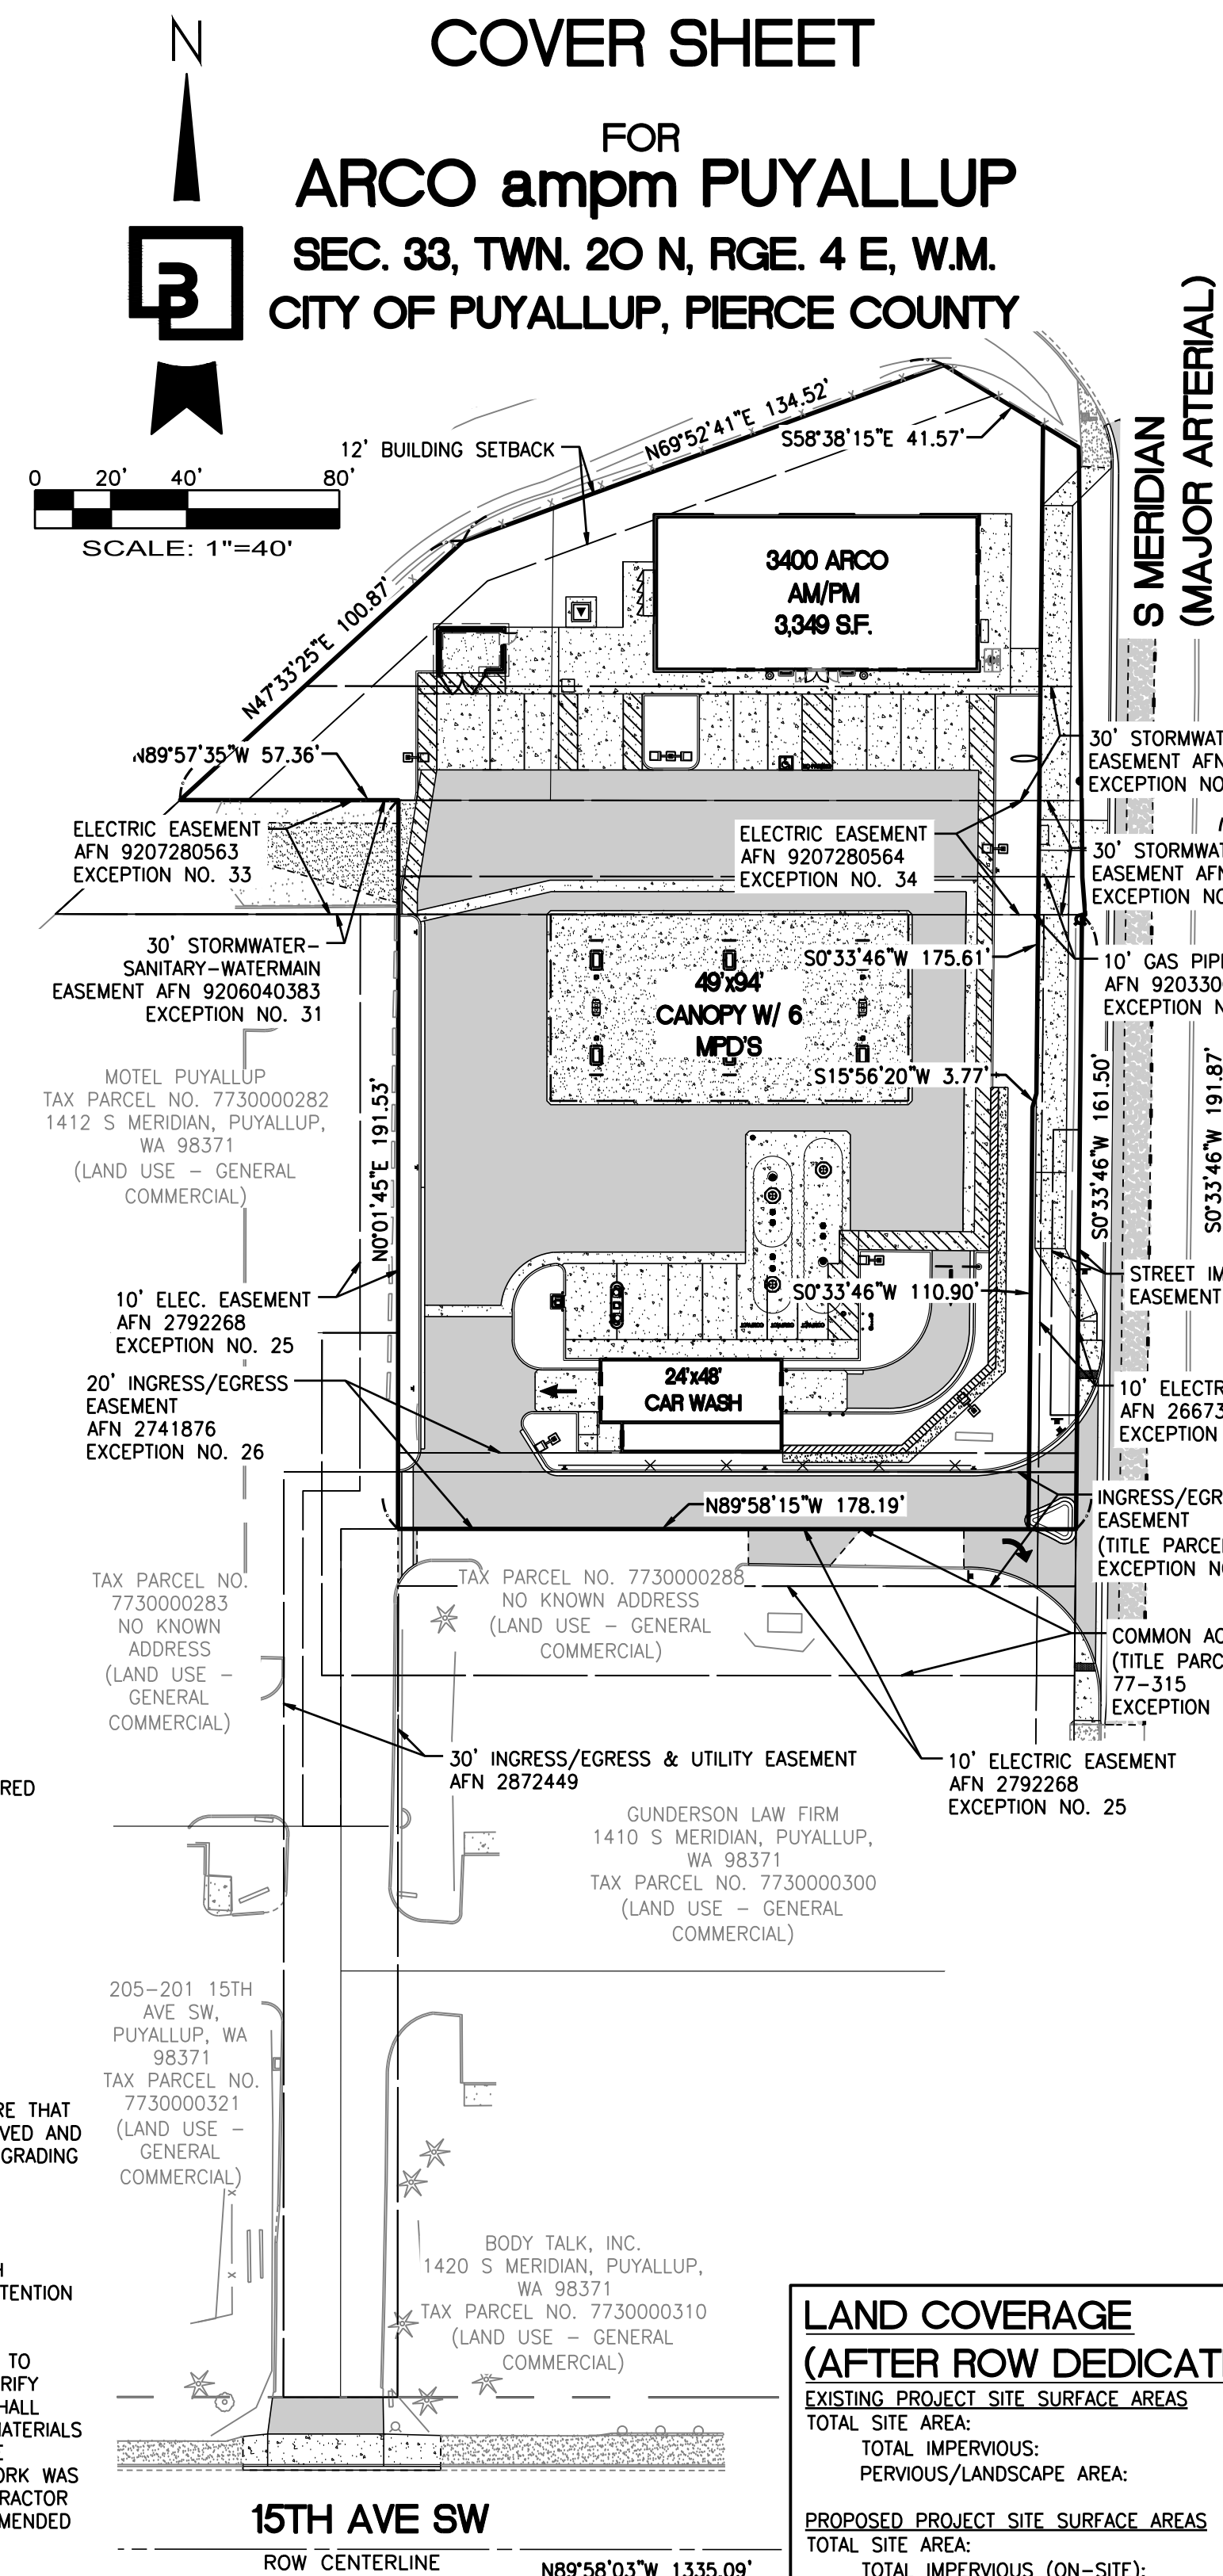 N
COVER SHEET
FOR
ARCO ampm PUYALLUP
SEC. 33, TWN. 20 N, RGE. 4 E, W.M.
CITY OF PUYALLUP, PIERCE COUNTY
S MERIDIAN
(MAJOR ARTERIAL)
0 20' 40' 80'
SCALE: 1"=40'
12' BUILDING SETBACK
N69°52'41"E 134.52'
S58°38'15"E 41.57'
3400 ARCO
AM/PM
3,349 S.F.
N47°33'25"E 100.87'
N89°57'35"W 57.36'
30' STORMWAT
EASEMENT AFN
EXCEPTION NO
ELECTRIC EASEMENT
AFN 9207280563
EXCEPTION NO. 33
ELECTRIC EASEMENT
AFN 9207280564
EXCEPTION NO. 34
30' STORMWAT
EASEMENT AFN
EXCEPTION NO
30' STORMWATER-
SANITARY-WATERMAIN
EASEMENT AFN 9206040383
EXCEPTION NO. 31
S0°33'46"W 175.61'
49'x94'
CANOPY W/ 6
MPD'S
10' GAS PIP
AFN 920330
EXCEPTION N
S15°56'20"W 3.77'
MOTEL PUYALLUP
TAX PARCEL NO. 7730000282
1412 S MERIDIAN, PUYALLUP,
WA 98371
(LAND USE - GENERAL
COMMERCIAL)
N0°01'45"E 191.53'
S0°33'46"W 161.50'
S0°33'46"W 191.87'
10' ELEC. EASEMENT
AFN 2792268
EXCEPTION NO. 25
S0°33'46"W 110.90'
STREET IM
EASEMENT
20' INGRESS/EGRESS
EASEMENT
AFN 2741876
EXCEPTION NO. 26
24'x48'
CAR WASH
10' ELECTR
AFN 26673
EXCEPTION
N89°58'15"W 178.19'
INGRESS/EGR
EASEMENT
(TITLE PARCE
EXCEPTION NO
TAX PARCEL NO.
7730000283
NO KNOWN
ADDRESS
(LAND USE -
GENERAL
COMMERCIAL)
TAX PARCEL NO. 7730000288
NO KNOWN ADDRESS
(LAND USE - GENERAL
COMMERCIAL)
COMMON AC
(TITLE PARC
77-315
EXCEPTION
30' INGRESS/EGRESS & UTILITY EASEMENT
AFN 2872449
10' ELECTRIC EASEMENT
AFN 2792268
EXCEPTION NO. 25
RED
GUNDERSON LAW FIRM
1410 S MERIDIAN, PUYALLUP,
WA 98371
TAX PARCEL NO. 7730000300
(LAND USE - GENERAL
COMMERCIAL)
205-201 15TH
AVE SW,
PUYALLUP, WA
98371
TAX PARCEL NO.
7730000321
(LAND USE -
GENERAL
COMMERCIAL)
RE THAT
VED AND
GRADING
H
TENTION
TO
RIFY
HALL
MATERIALS
E
ORK WAS
RACTOR
MENDED
BODY TALK, INC.
1420 S MERIDIAN, PUYALLUP,
WA 98371
TAX PARCEL NO. 7730000310
(LAND USE - GENERAL
COMMERCIAL)
15TH AVE SW
ROW CENTERLINE
N89°58'03"W 1335.09'
LAND COVERAGE
(AFTER ROW DEDICATI
EXISTING PROJECT SITE SURFACE AREAS
TOTAL SITE AREA:
TOTAL IMPERVIOUS:
PERVIOUS/LANDSCAPE AREA:
PROPOSED PROJECT SITE SURFACE AREAS
TOTAL SITE AREA:
TOTAL IMPERVIOUS (ON-SITE):